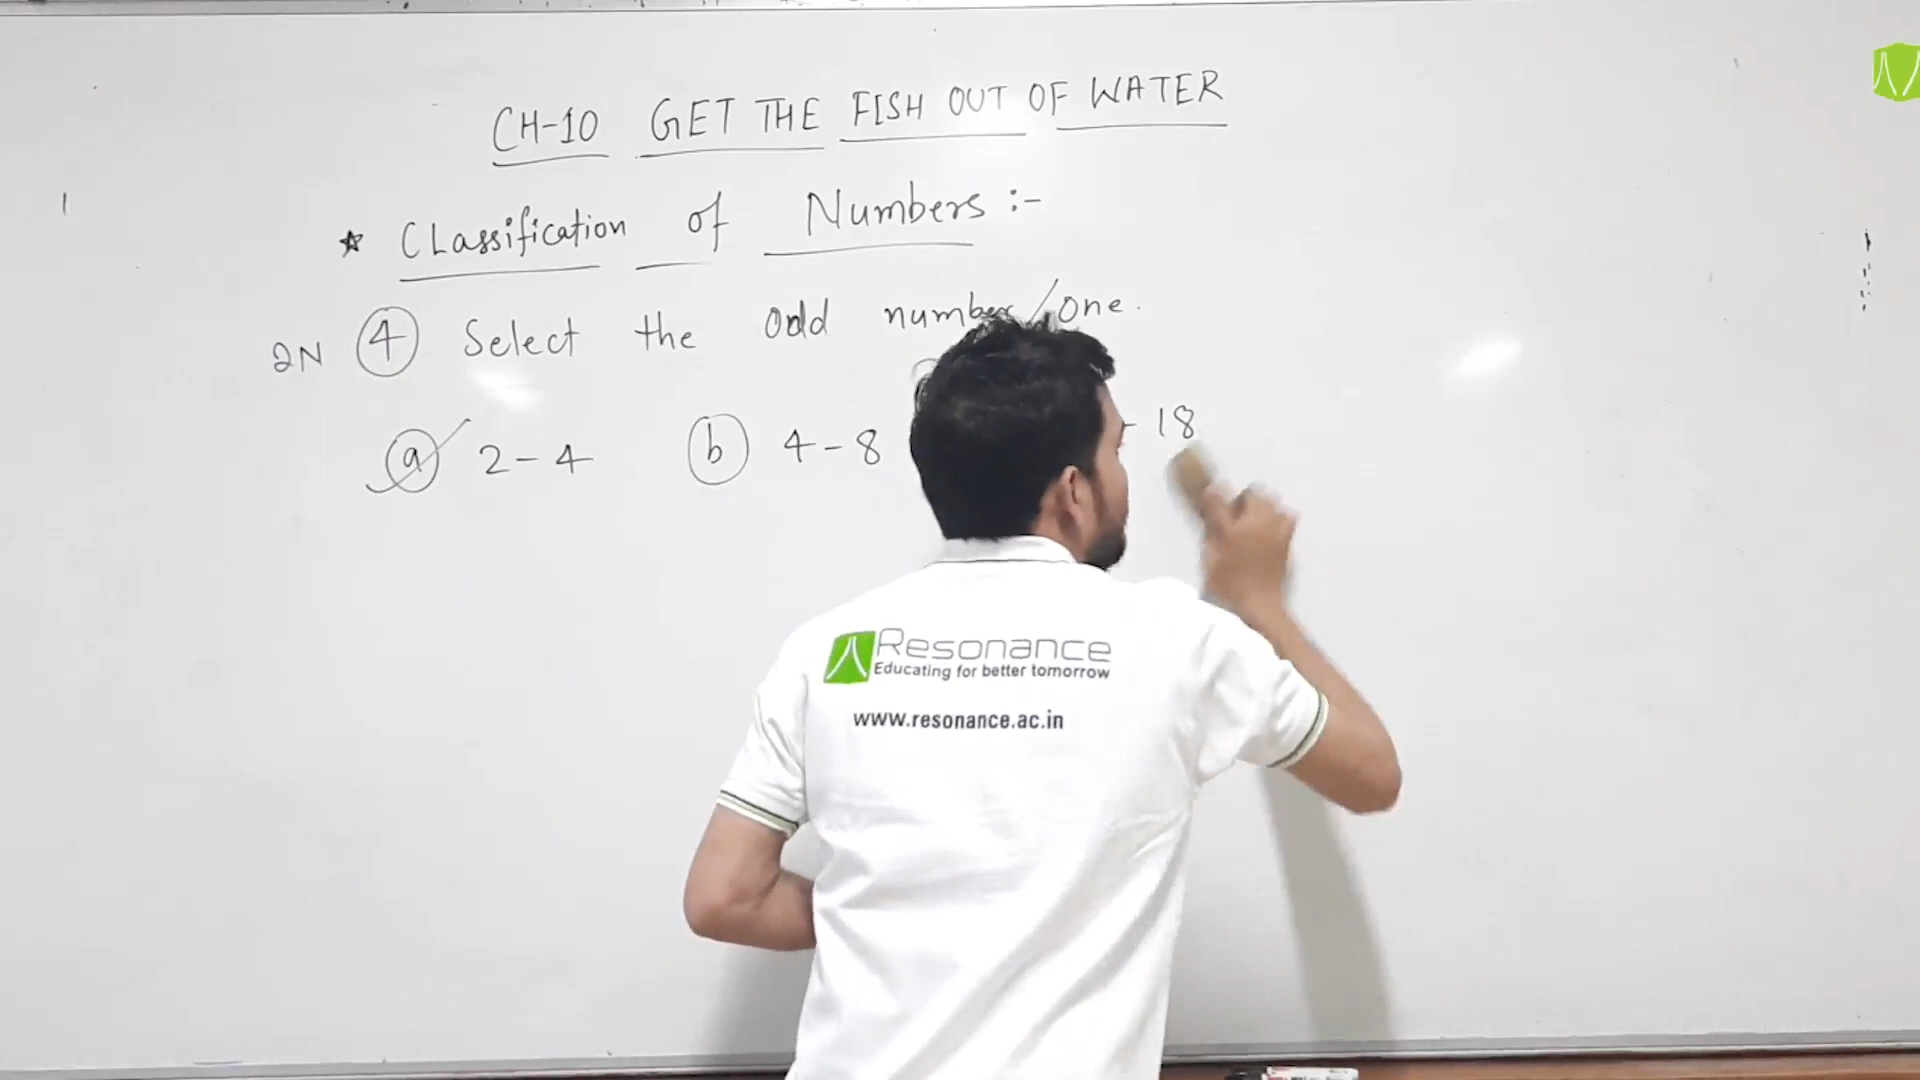 CH-10 GET THE FISH OUT OF WATER
* CLassification of Numbers :-
2N 4 Select the Odd number/one.
a 2-4 b 4-8 - 18
Resonance
Educating for better tomorrow
www.resonance.ac.in